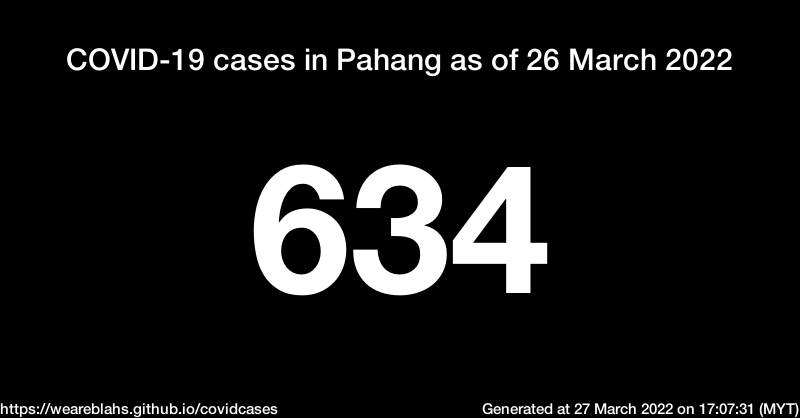 COVID-19 cases in Pahang as of 26 March 2022
634
https://weareblahs.github.io/covidcases
Generated at 27 March 2022 on 17:07:31 (MYT)